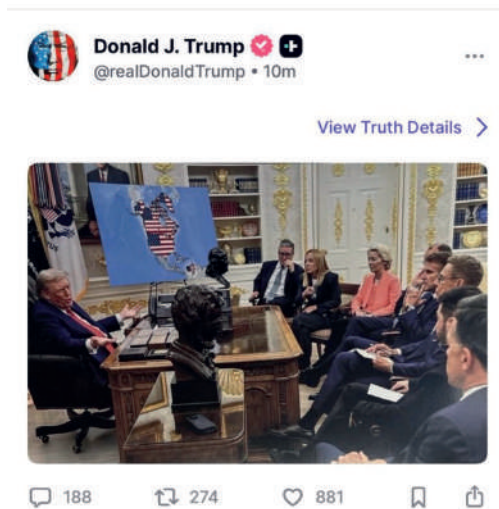 Donald J. Trump
@realDonaldTrump • 10m
View Truth Details
188 274 881